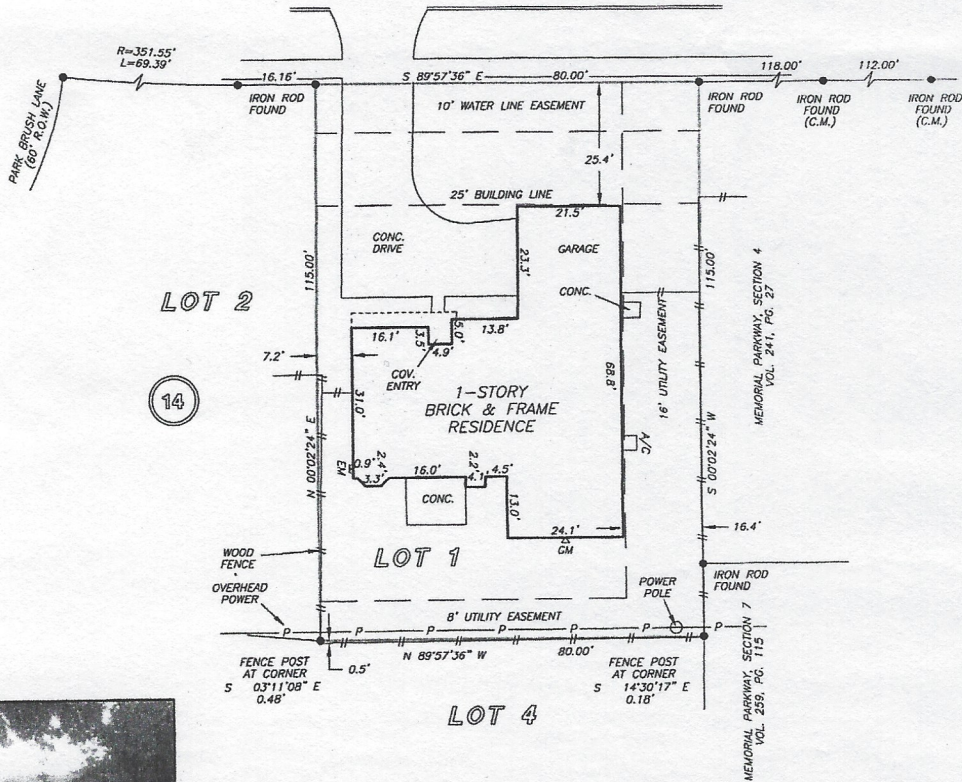 R=351.55'
L=69.39'
16.16'
S 89'57'36" E
80.00'
118.00'
112.00'
IRON ROD
FOUND
10' WATER LINE EASEMENT
IRON ROD
FOUND
IRON ROD
FOUND
(C.M.)
IRON ROD
FOUND
(C.M.)
PARK BRUSH LANE
(60' R.O.W.)
25.4'
25' BUILDING LINE
21.5'
CONC.
DRIVE
GARAGE
23.3'
115.00'
115.00'
LOT 2
CONC.
MEMORIAL PARKWAY, SECTION 4
VOL. 241, PG. 27
16.1'
3.5'
4.9'
5.0'
13.8'
7.2'
COV.
ENTRY
16' UTILITY EASEMENT
68.8'
14
31.0'
1-STORY
BRICK & FRAME
RESIDENCE
N 00'02'24" E
S 00'02'24" W
A/C
EM
0.9'
2.4'
3.3'
16.0'
2.2'
4.1'
4.5'
CONC.
13.0'
24.1'
16.4'
GM
WOOD
FENCE
OVERHEAD
POWER
LOT 1
POWER
POLE
IRON ROD
FOUND
8' UTILITY EASEMENT
P P P P P P P
N 89'57'36" W
80.00'
0.5'
FENCE POST
AT CORNER
S 03'11'08" E
0.48'
FENCE POST
AT CORNER
S 14'30'17" E
0.18'
LOT 4
MEMORIAL PARKWAY, SECTION 7
VOL. 259, PG. 115